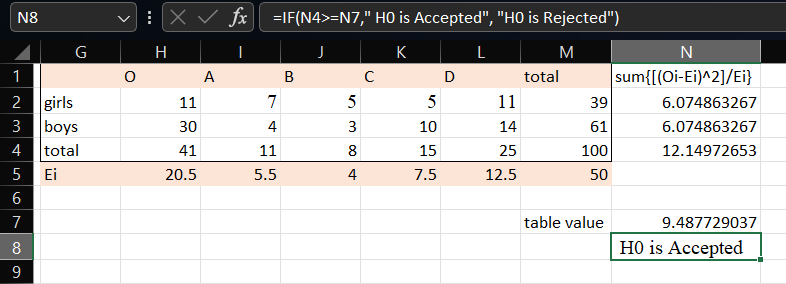 N8 fx =IF(N4>=N7," H0 is Accepted", "H0 is Rejected")
G H I J K L M N
1 O A B C D total sum{[(Oi-Ei)^2]/Ei}
2 girls 11 7 5 5 11 39 6.074863267
3 boys 30 4 3 10 14 61 6.074863267
4 total 41 11 8 15 25 100 12.14972653
5 Ei 20.5 5.5 4 7.5 12.5 50
6
7 table value 9.487729037
8 H0 is Accepted
9